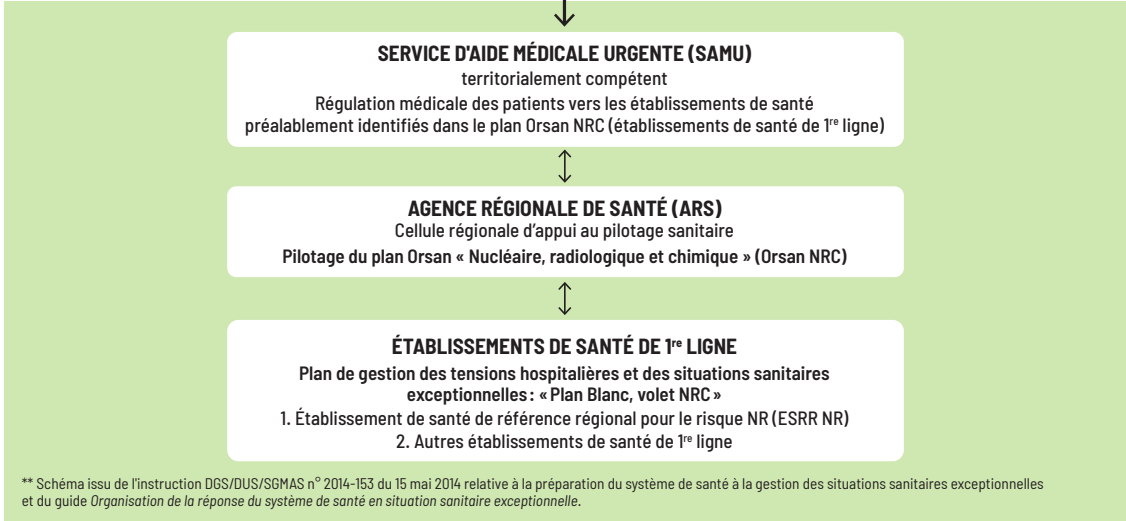 SERVICE D'AIDE MÉDICALE URGENTE (SAMU)
territorialement compétent
Régulation médicale des patients vers les établissements de santé
préalablement identifiés dans le plan Orsan NRC (établissements de santé de 1re ligne)
AGENCE RÉGIONALE DE SANTÉ (ARS)
Cellule régionale d’appui au pilotage sanitaire
Pilotage du plan Orsan « Nucléaire, radiologique et chimique » (Orsan NRC)
ÉTABLISSEMENTS DE SANTÉ DE 1re LIGNE
Plan de gestion des tensions hospitalières et des situations sanitaires
exceptionnelles : « Plan Blanc, volet NRC »
1. Établissement de santé de référence régional pour le risque NR (ESRR NR)
2. Autres établissements de santé de 1re ligne
** Schéma issu de l'instruction DGS/DUS/SGMAS n° 2014-153 du 15 mai 2014 relative à la préparation du système de santé à la gestion des situations sanitaires exceptionnelles
et du guide Organisation de la réponse du système de santé en situation sanitaire exceptionnelle.